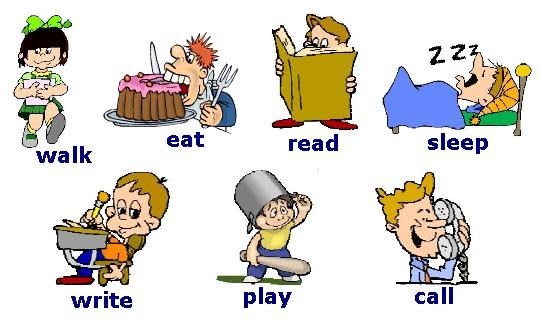 walk
eat
read
Z Z Z
sleep
write
play
call